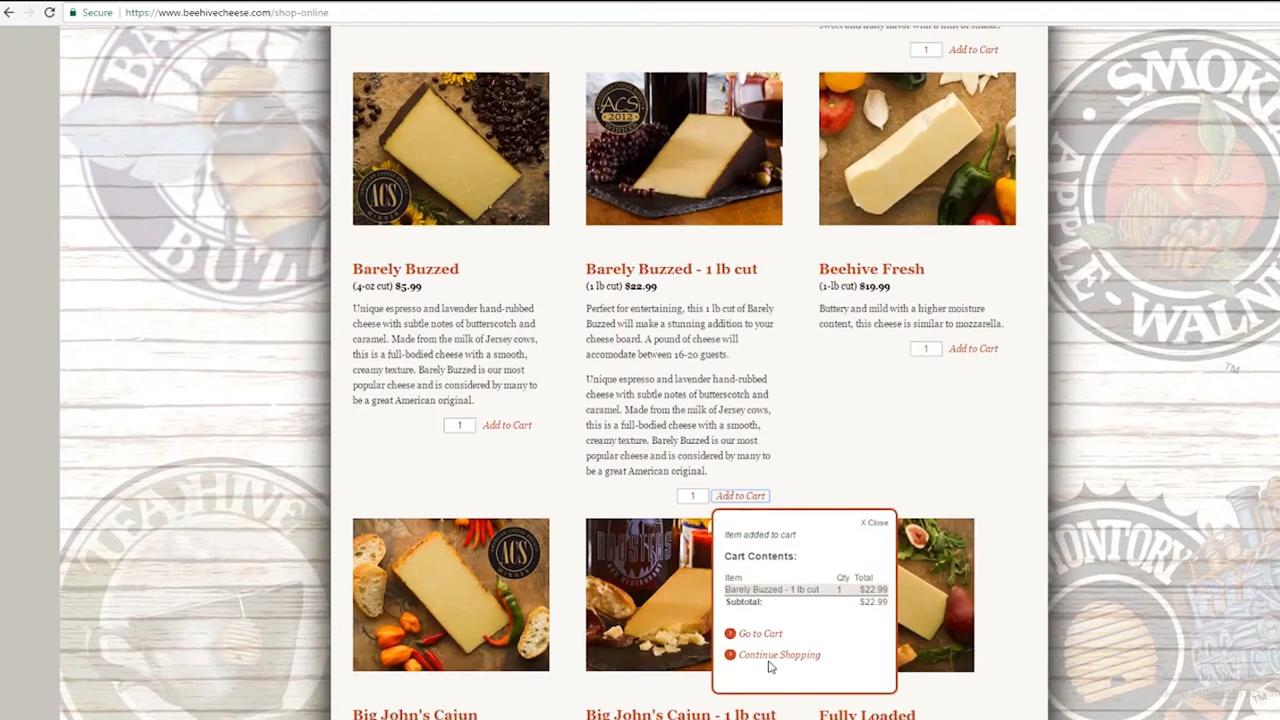 Secure
https://www.beehivecheese.com/shop-online
1 Add to Cart
ACS
ACS
2012
SMOKE
APPLE-WALNUT
Barely Buzzed
(4-oz cut) $5.99
Unique espresso and lavender hand-rubbed
cheese with subtle notes of butterscotch and
caramel. Made from the milk of Jersey cows,
this is a full-bodied cheese with a smooth,
creamy texture. Barely Buzzed is our most
popular cheese and is considered by many to
be a great American original.
1 Add to Cart
Barely Buzzed - 1 lb cut
(1 lb cut) $22.99
Perfect for entertaining, this 1 lb cut of Barely
Buzzed will make a stunning addition to your
cheese board. A pound of cheese will
accomodate between 16-20 guests.
Unique espresso and lavender hand-rubbed
cheese with subtle notes of butterscotch and
caramel. Made from the milk of Jersey cows,
this is a full-bodied cheese with a smooth,
creamy texture. Barely Buzzed is our most
popular cheese and is considered by many to
be a great American original.
1 Add to Cart
Beehive Fresh
(1-lb cut) $19.99
Buttery and mild with a higher moisture
content, this cheese is similar to mozzarella.
1 Add to Cart
TM
TEAHIVE
ACS
X Close
Item added to cart
Cart Contents:
Item Qty Total
Barely Buzzed - 1 lb cut 1 $22.99
Subtotal: $22.99
Go to Cart
Continue Shopping
Big John's Cajun
Big John's Cajun - 1 lb cut
Fully Loaded